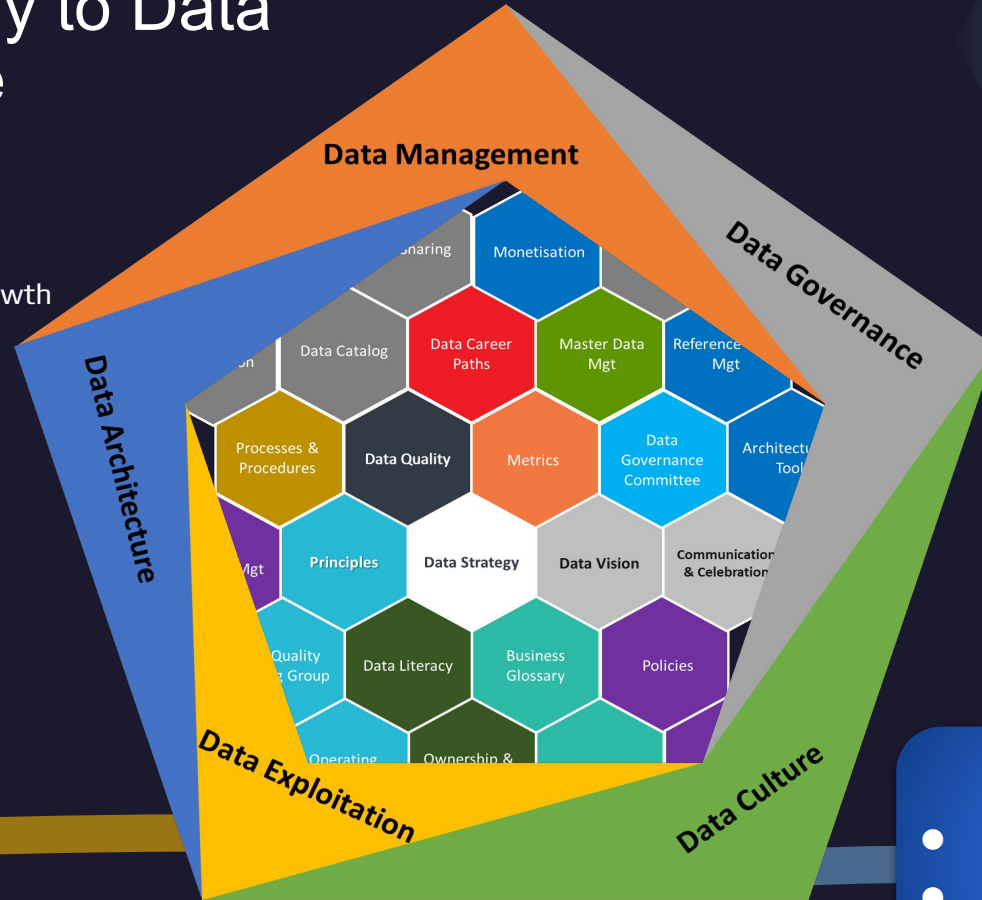 y to Data
e
wth
Data Management
Data Governance
Data Architecture
Data Exploitation
Data Culture
haring
Monetisation
on
Data Catalog
Data Career
Paths
Master Data
Mgt
Reference
Mgt
Processes &
Procedures
Data Quality
Metrics
Data
Governance
Committee
Architectu
Tool
Mgt
Principles
Data Strategy
Data Vision
Communication
& Celebration
Quality
g Group
Data Literacy
Business
Glossary
Policies
Operating
Ownership &